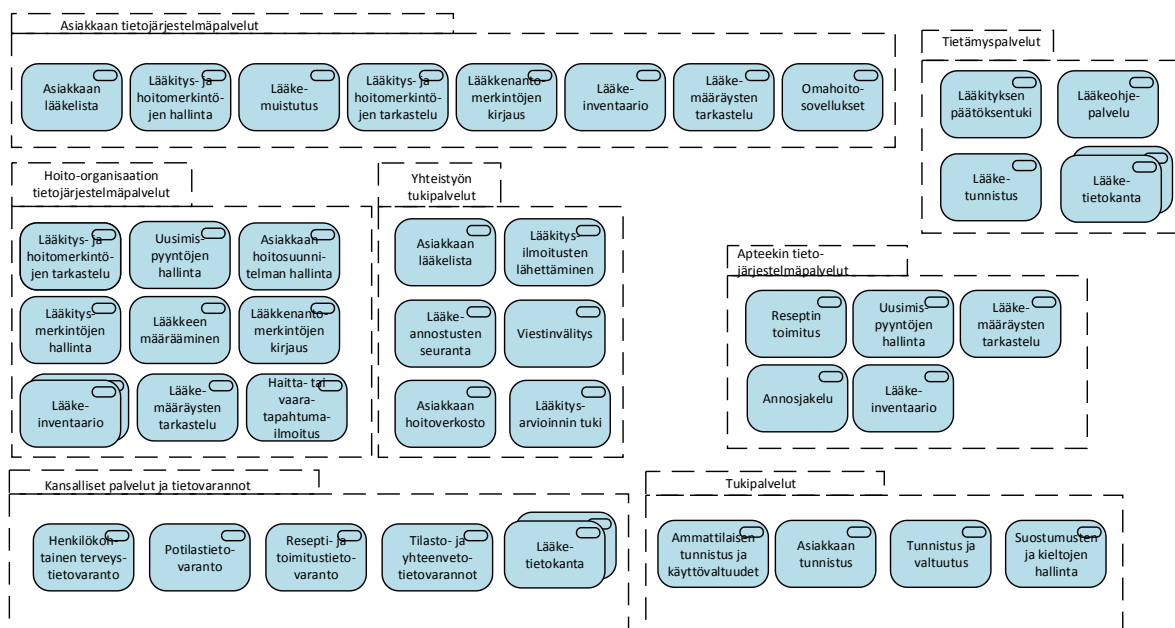 Asiakkaan tietojärjestelmäpalvelut
Asiakkaan
lääkelista
Lääkitys- ja
hoitomerkintö-
jen hallinta
Lääke-
muistutus
Lääkitys- ja
hoitomerkintö-
jen tarkastelu
Lääkkenanto-
merkintöjen
kirjaus
Lääke-
inventaario
Lääke-
määräysten
tarkastelu
Omahoito-
sovellukset
Tietämyspalvelut
Lääkityksen
päätöksentuki
Lääkeohje-
palvelu
Lääke-
tunnistus
Lääke-
tietokanta
Hoito-organisaation
tietojärjestelmäpalvelut
Lääkitys- ja
hoitomerkintö-
jen tarkastelu
Uusimis-
pyyntöjen
hallinta
Asiakkaan
hoitosuunni-
telman hallinta
Lääkitys-
merkintöjen
hallinta
Lääkkeen
määrääminen
Lääkkenanto-
merkintöjen
kirjaus
Lääke-
inventaario
Lääke-
määräysten
tarkastelu
Haitta- tai
vaara-
tapahtuma-
ilmoitus
Yhteistyön
tukipalvelut
Asiakkaan
lääkelista
Lääkitys-
ilmoitusten
lähettäminen
Lääke-
annostusten
seuranta
Viestinvälitys
Asiakkaan
hoitoverkosto
Lääkitys-
arvioinnin tuki
Apteekin tieto-
järjestelmäpalvelut
Reseptin
toimitus
Uusimis-
pyyntöjen
hallinta
Lääke-
määräysten
tarkastelu
Annosjakelu
Lääke-
inventaario
Kansalliset palvelut ja tietovarannot
Henkilökoh-
tainen terveys-
tietovaranto
Potilastieto-
varanto
Resepti- ja
toimitustieto-
varanto
Tilasto- ja
yhteenveto-
tietovarannot
Lääke-
tietokanta
Tukipalvelut
Ammattilaisen
tunnistus ja
käyttövaltuudet
Asiakkaan
tunnistus
Tunnistus ja
valtuutus
Suostumusten
ja kieltojen
hallinta